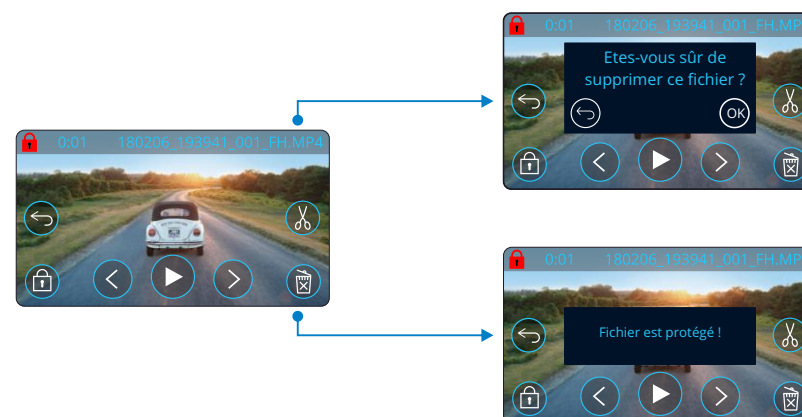 0:01 180206_193941_001_FH.MP4
0:01 180206_193941_001_FH.MP
Etes-vous sûr de
supprimer ce fichier ?
OK
0:01 180206_193941_001_FH.MP
Fichier est protégé !